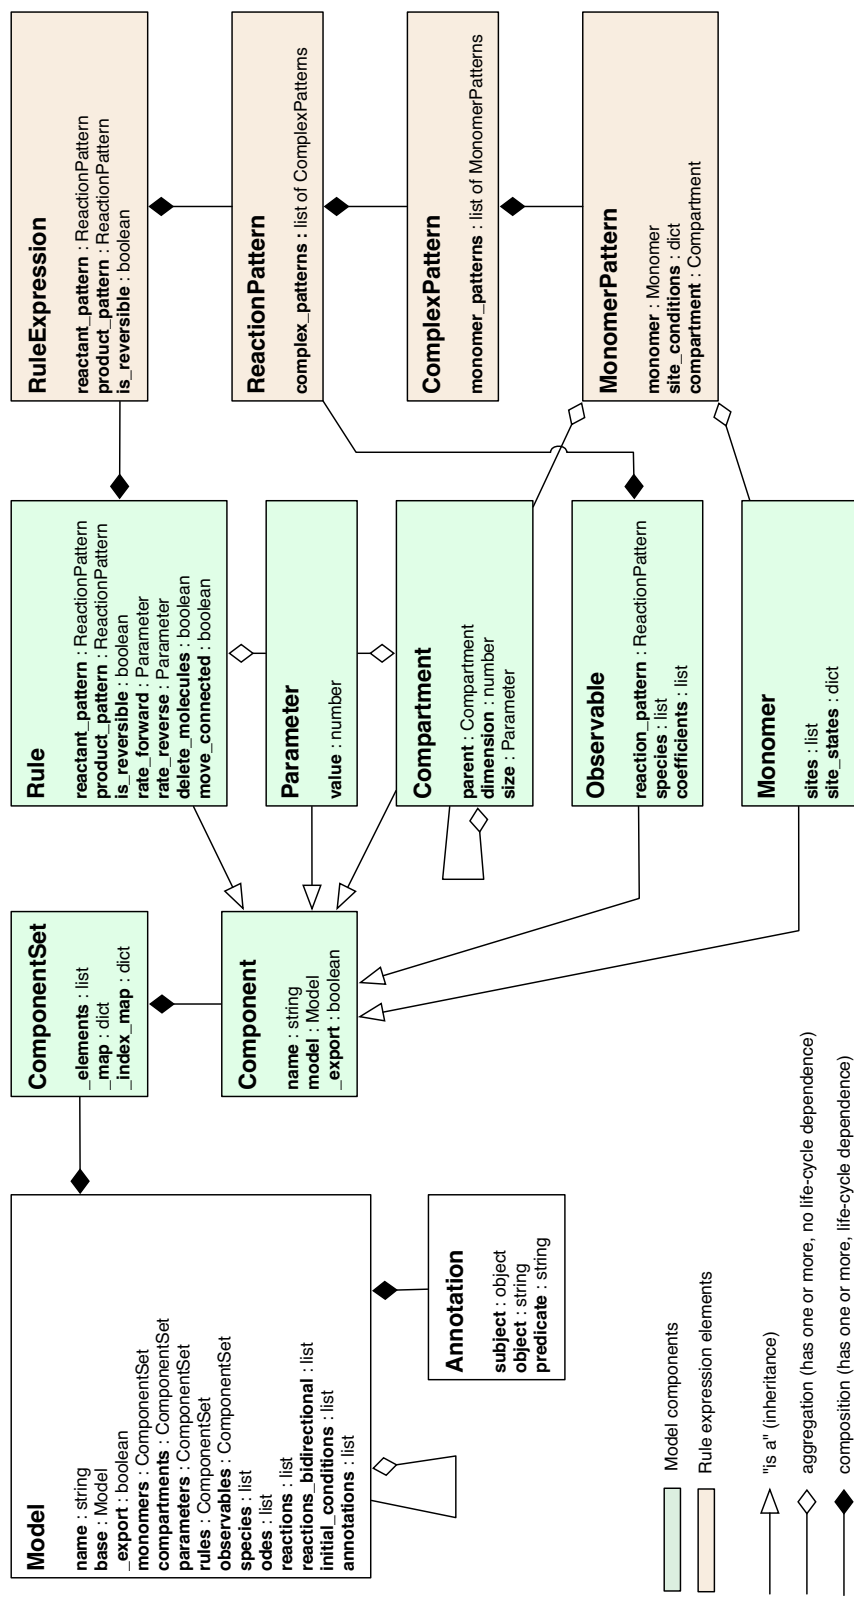 Model
name : string
base : Model
_export : boolean
monomers : ComponentSet
compartments : ComponentSet
parameters : ComponentSet
rules : ComponentSet
observables : ComponentSet
species : list
odes : list
reactions : list
reactions_bidirectional : list
initial_conditions : list
annotations : list
Annotation
subject : object
object : string
predicate : string
ComponentSet
_elements : list
_map : dict
_index_map : dict
Component
name : string
model : Model
_export : boolean
Rule
reactant_pattern : ReactionPattern
product_pattern : ReactionPattern
is_reversible : boolean
rate_forward : Parameter
rate_reverse : Parameter
delete_molecules : boolean
move_connected : boolean
Parameter
value : number
Compartment
parent : Compartment
dimension : number
size : Parameter
Observable
reaction_pattern : ReactionPattern
species : list
coefficients : list
Monomer
sites : list
site_states : dict
RuleExpression
reactant_pattern : ReactionPattern
product_pattern : ReactionPattern
is_reversible : boolean
ReactionPattern
complex_patterns : list of ComplexPatterns
ComplexPattern
monomer_patterns : list of MonomerPatterns
MonomerPattern
monomer : Monomer
site_conditions : dict
compartment : Compartment
Model components
Rule expression elements
"is a" (inheritance)
aggregation (has one or more, no life-cycle dependence)
composition (has one or more, life-cycle dependence)